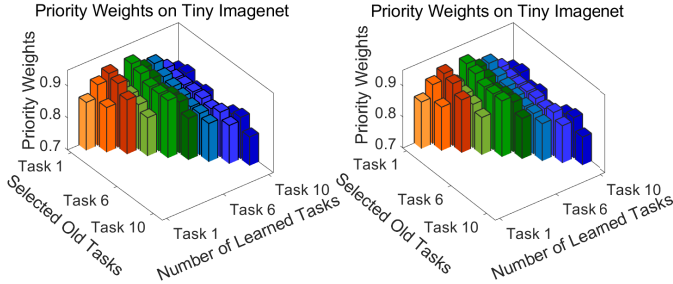 Priority Weights on Tiny Imagenet
Priority Weights
0.9
0.8
0.7
Task 1
Task 6
Task 10
Selected Old Tasks
Task 1
Task 6
Task 10
Number of Learned Tasks
Priority Weights on Tiny Imagenet
Priority Weights
0.9
0.8
0.7
Task 1
Task 6
Task 10
Selected Old Tasks
Task 1
Task 6
Task 10
Number of Learned Tasks